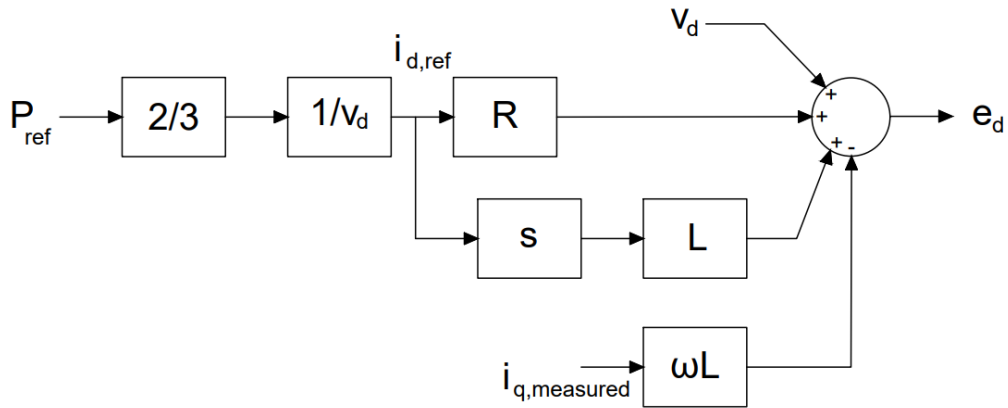 v_d
i_d,ref
P_ref
2/3
1/v_d
R
+
+
+
-
e_d
s
L
i_q,measured
ωL